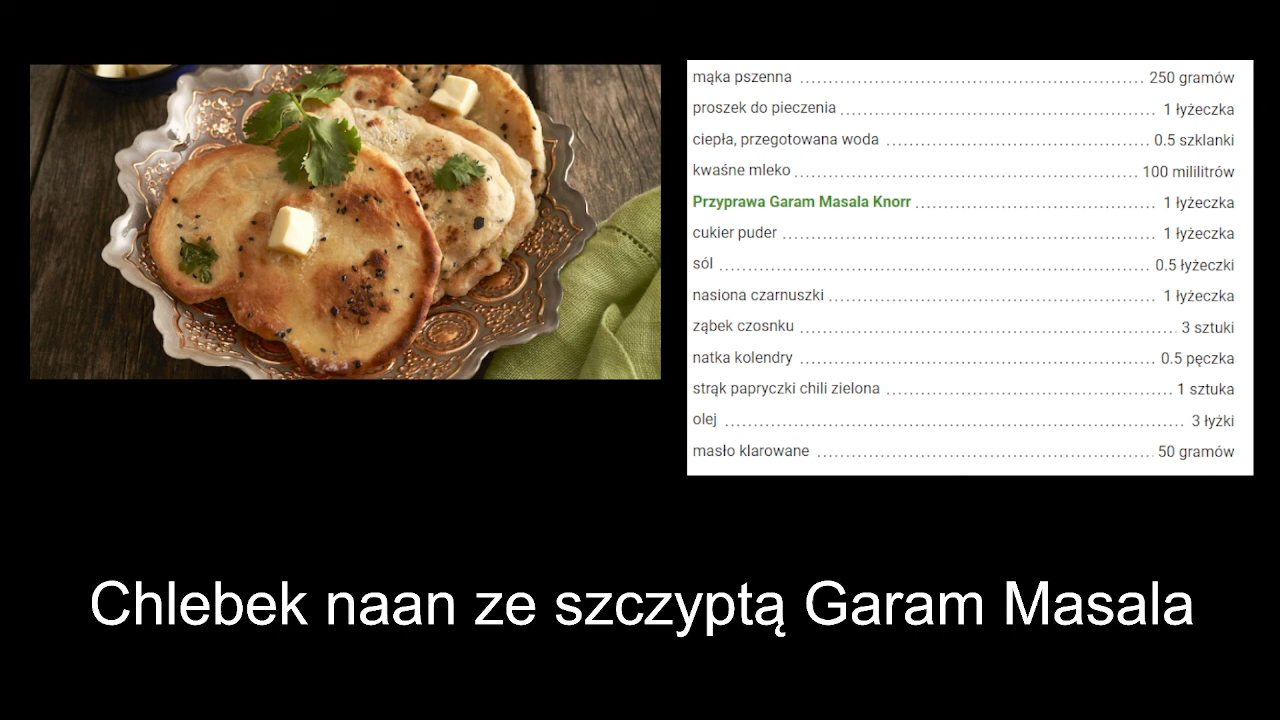 mąka pszenna ........ 250 gramów
proszek do pieczenia ........ 1 łyżeczka
ciepła, przegotowana woda ........ 0.5 szklanki
kwaśne mleko ........ 100 mililitrów
Przyprawa Garam Masala Knorr ........ 1 łyżeczka
cukier puder ........ 1 łyżeczka
sól ........ 0.5 łyżeczki
nasiona czarnuszki ........ 1 łyżeczka
ząbek czosnku ........ 3 sztuki
natka kolendry ........ 0.5 pęczka
strąk papryczki chili zielona ........ 1 sztuka
olej ........ 3 łyżki
masło klarowane ........ 50 gramów
Chlebek naan ze szczyptą Garam Masala